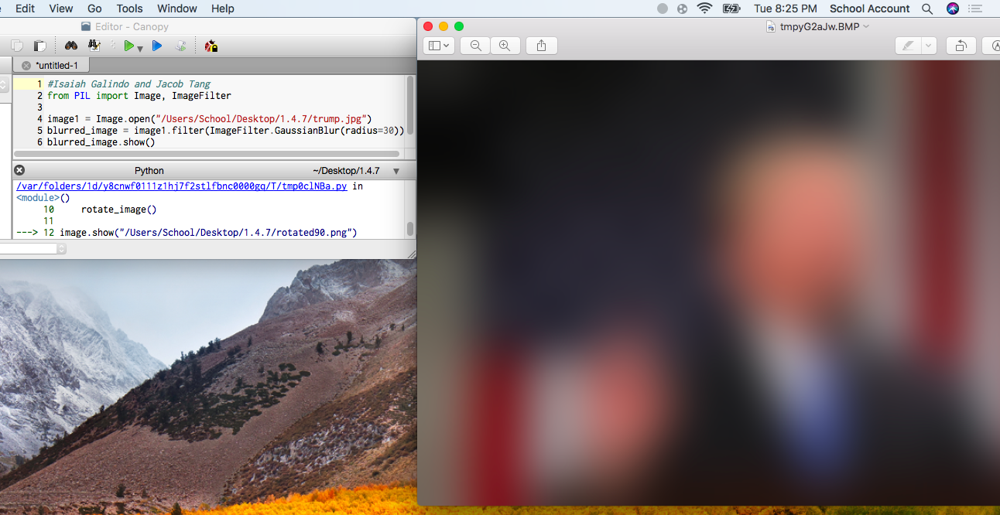 Edit View Go Tools Window Help
Tue 8:25 PM School Account
Editor - Canopy
*untitled-1
1 #Isaiah Galindo and Jacob Tang
2 from PIL import Image, ImageFilter
3
4 image1 = Image.open("/Users/School/Desktop/1.4.7/trump.jpg")
5 blurred_image = image1.filter(ImageFilter.GaussianBlur(radius=30))
6 blurred_image.show()
Python ~/Desktop/1.4.7
/var/folders/1d/y8cnwf0111z1hj7f2stlfbnc0000gq/T/tmp0clNBa.py in
<module>()
10 rotate_image()
11
---> 12 image.show("/Users/School/Desktop/1.4.7/rotated90.png")
tmpyG2aJw.BMP